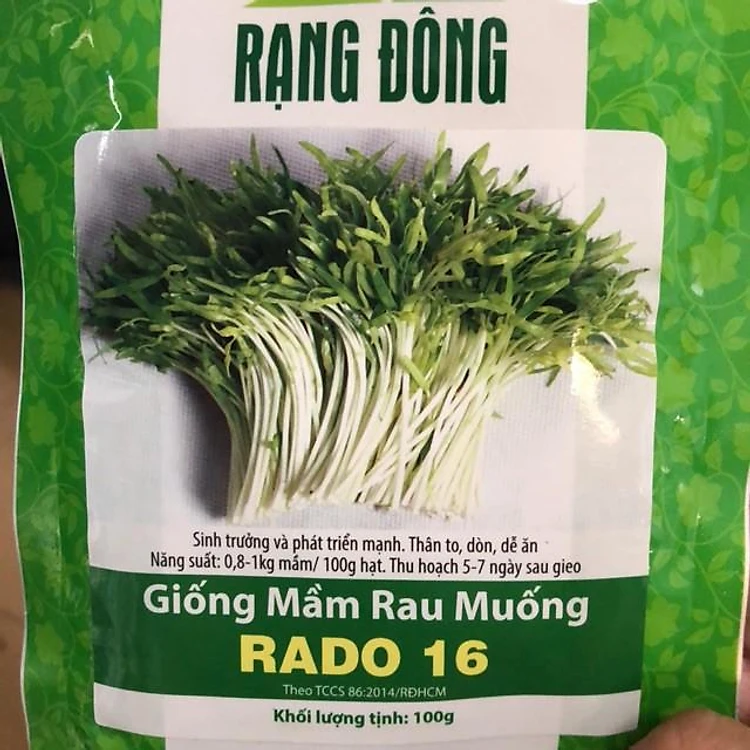 RẠNG ĐÔNG
Sinh trưởng và phát triển mạnh. Thân to, dòn, dễ ăn
Năng suất: 0,8-1kg mầm/ 100g hạt. Thu hoạch 5-7 ngày sau gieo
Giống Mầm Rau Muống
RADO 16
Theo TCCS 86:2014/RĐHCM
Khối lượng tịnh: 100g